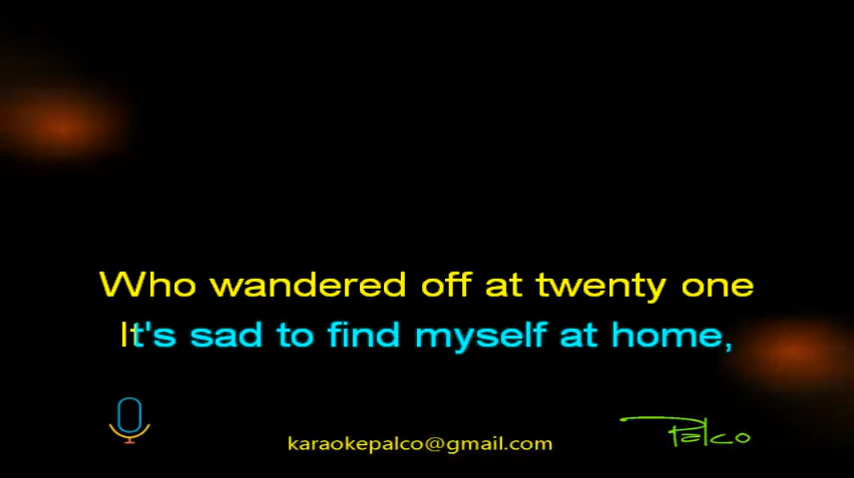 Who wandered off at twenty one
It's sad to find myself at home,
karaokepalco@gmail.com
Palco